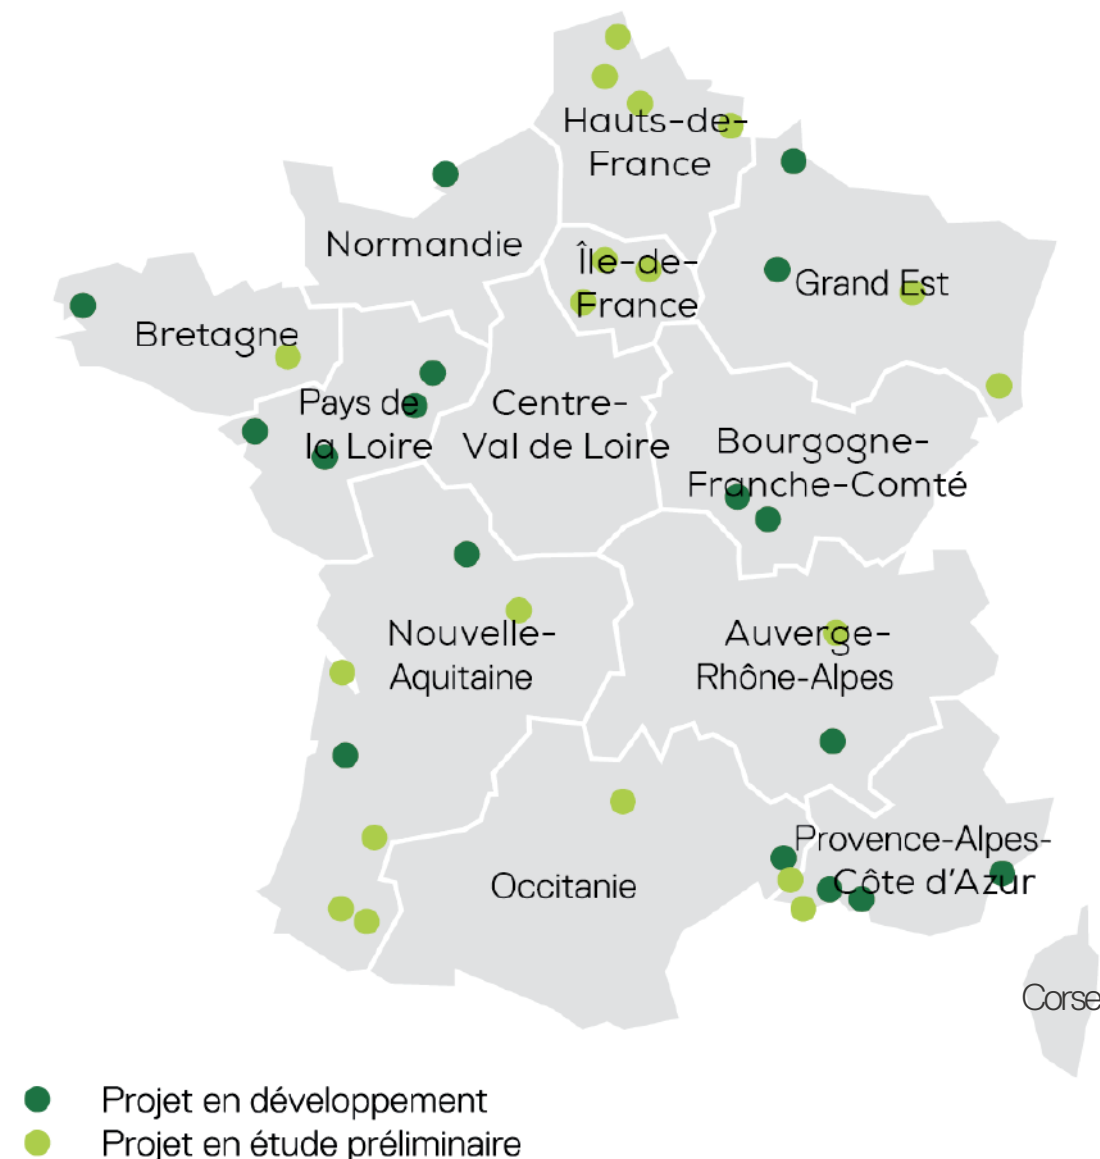 Hauts-de-
France
Normandie
Île-de-
France
Grand Est
Bretagne
Pays de
la Loire
Centre-
Val de Loire
Bourgogne-
Franche-Comté
Nouvelle-
Aquitaine
Auverge-
Rhône-Alpes
Provence-Alpes-
Côte d'Azur
Occitanie
Corse
Projet en développement
Projet en étude préliminaire